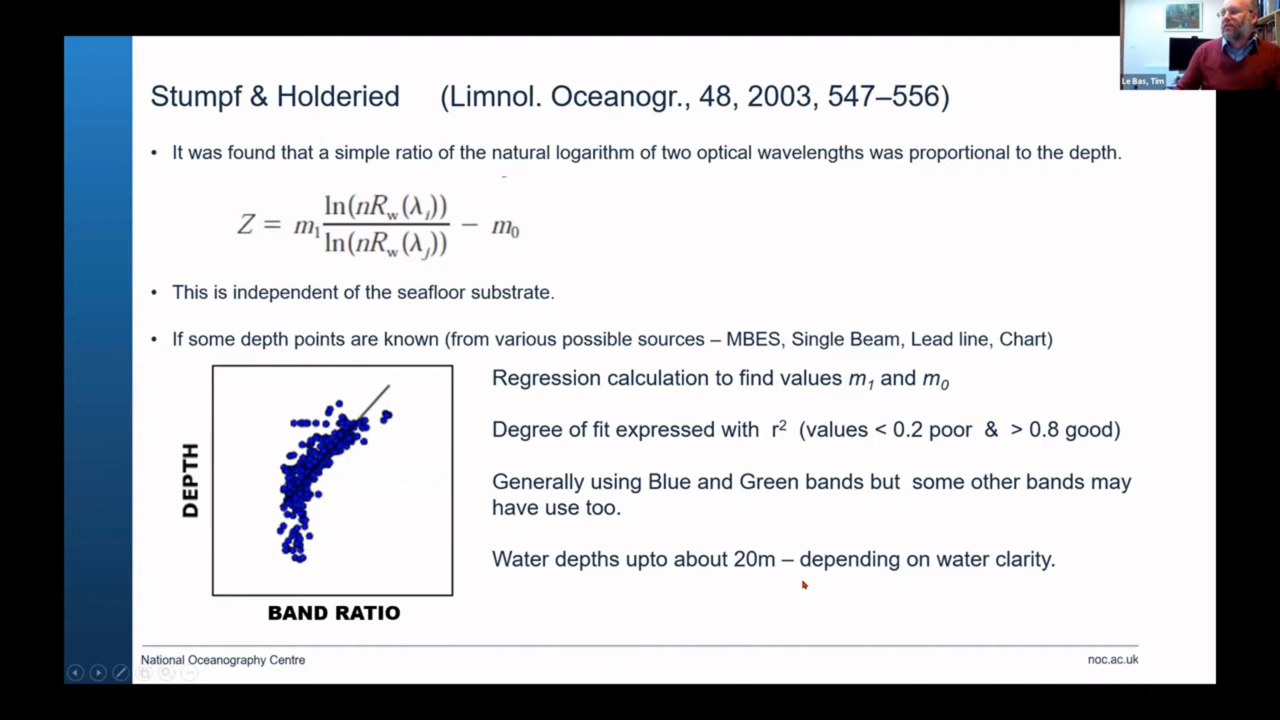 Le Bas, Tim
Stumpf & Holderied (Limnol. Oceanogr., 48, 2003, 547–556)
• It was found that a simple ratio of the natural logarithm of two optical wavelengths was proportional to the depth.
Z = m₁ ln(nR_w(λ_i)) / ln(nR_w(λ_j)) − m₀
• This is independent of the seafloor substrate.
• If some depth points are known (from various possible sources – MBES, Single Beam, Lead line, Chart)
DEPTH
BAND RATIO
Regression calculation to find values m₁ and m₀
Degree of fit expressed with r² (values < 0.2 poor & > 0.8 good)
Generally using Blue and Green bands but some other bands may
have use too.
Water depths upto about 20m – depending on water clarity.
National Oceanography Centre
noc.ac.uk